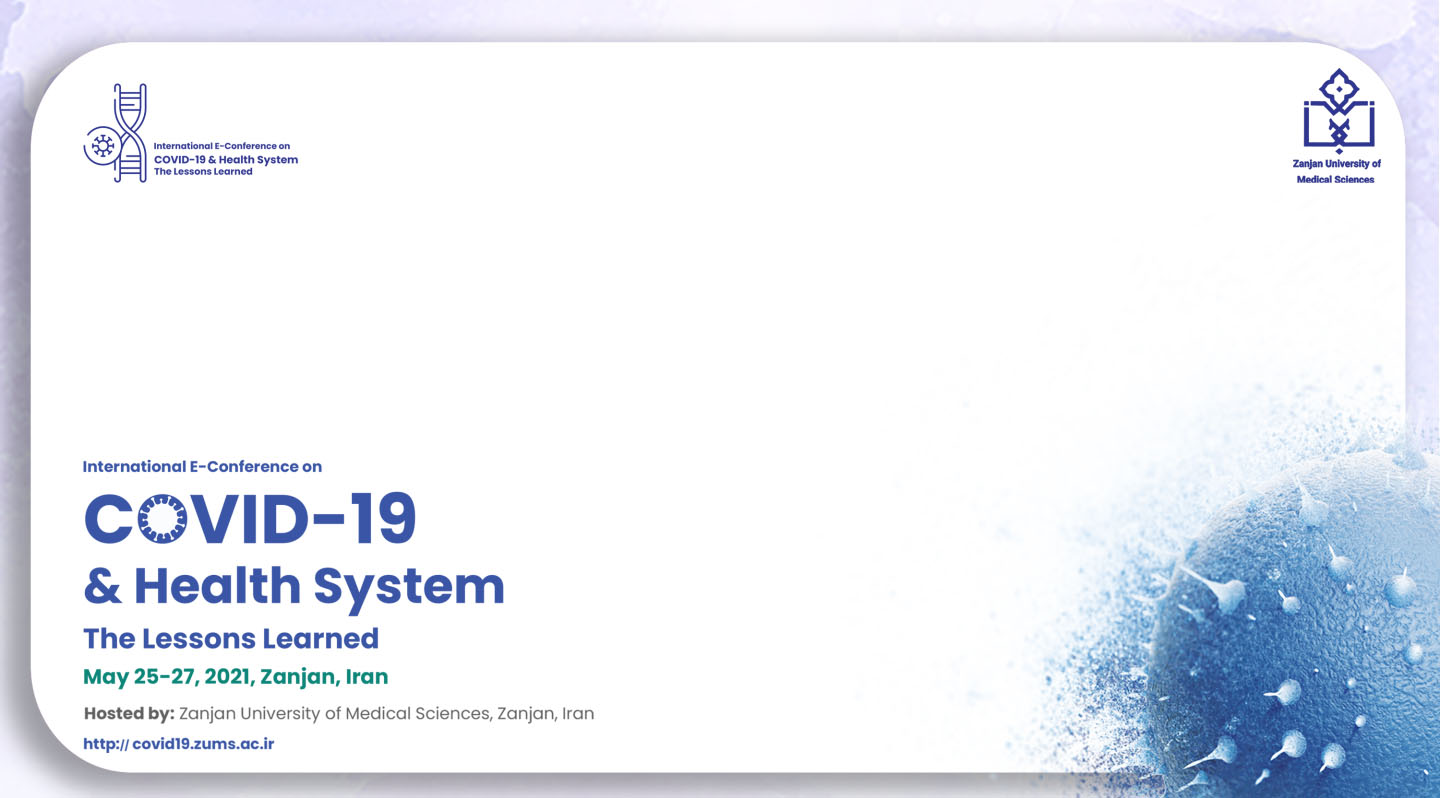 International E-Conference on
COVID-19 & Health System
The Lessons Learned
Zanjan University of
Medical Sciences
International E-Conference on
COVID-19
& Health System
The Lessons Learned
May 25-27, 2021, Zanjan, Iran
Hosted by: Zanjan University of Medical Sciences, Zanjan, Iran
http:// covid19.zums.ac.ir